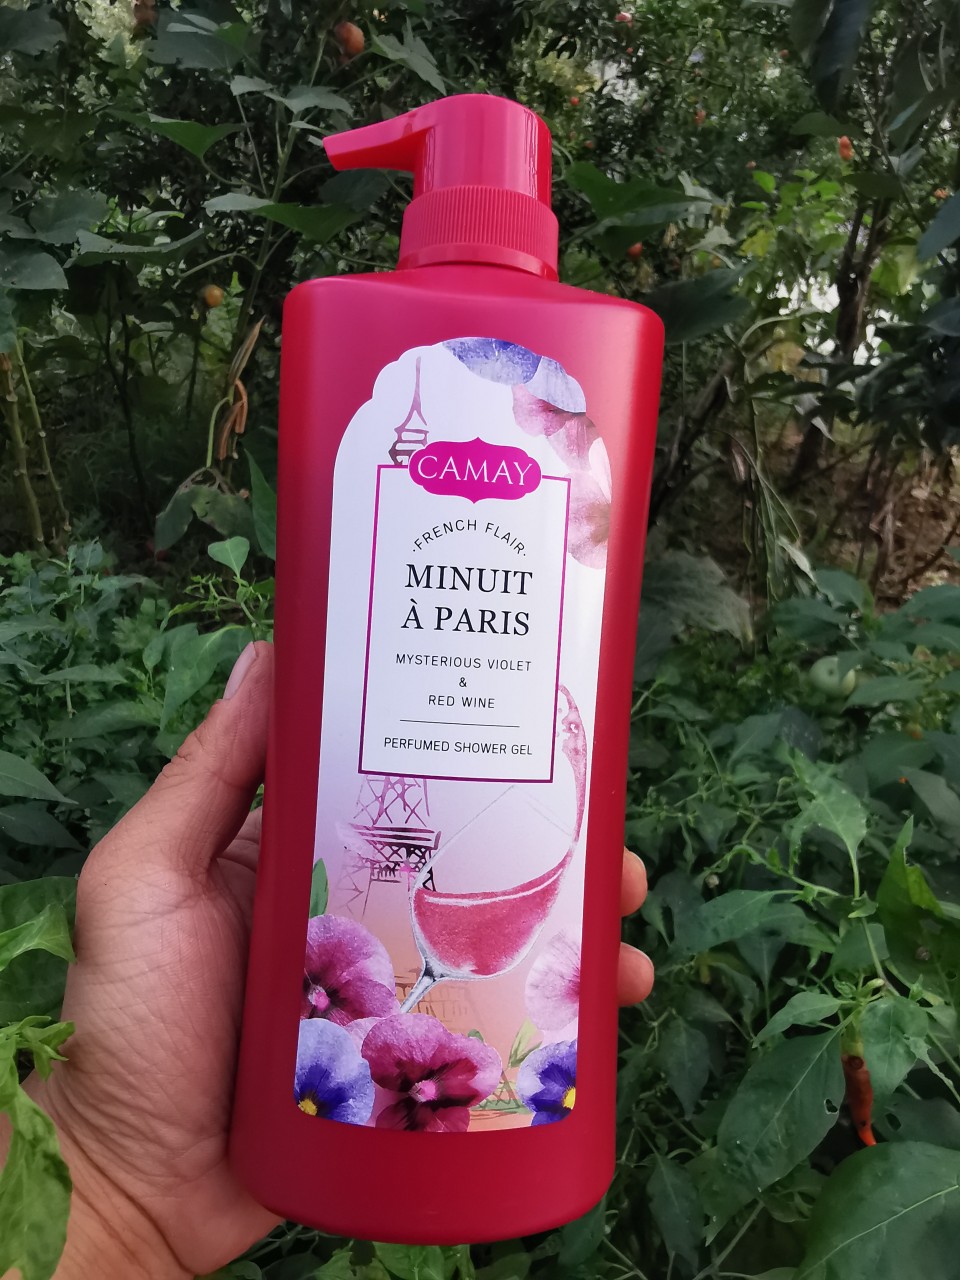 CAMAY
·FRENCH FLAIR·
MINUIT
À PARIS
MYSTERIOUS VIOLET
&
RED WINE
PERFUMED SHOWER GEL